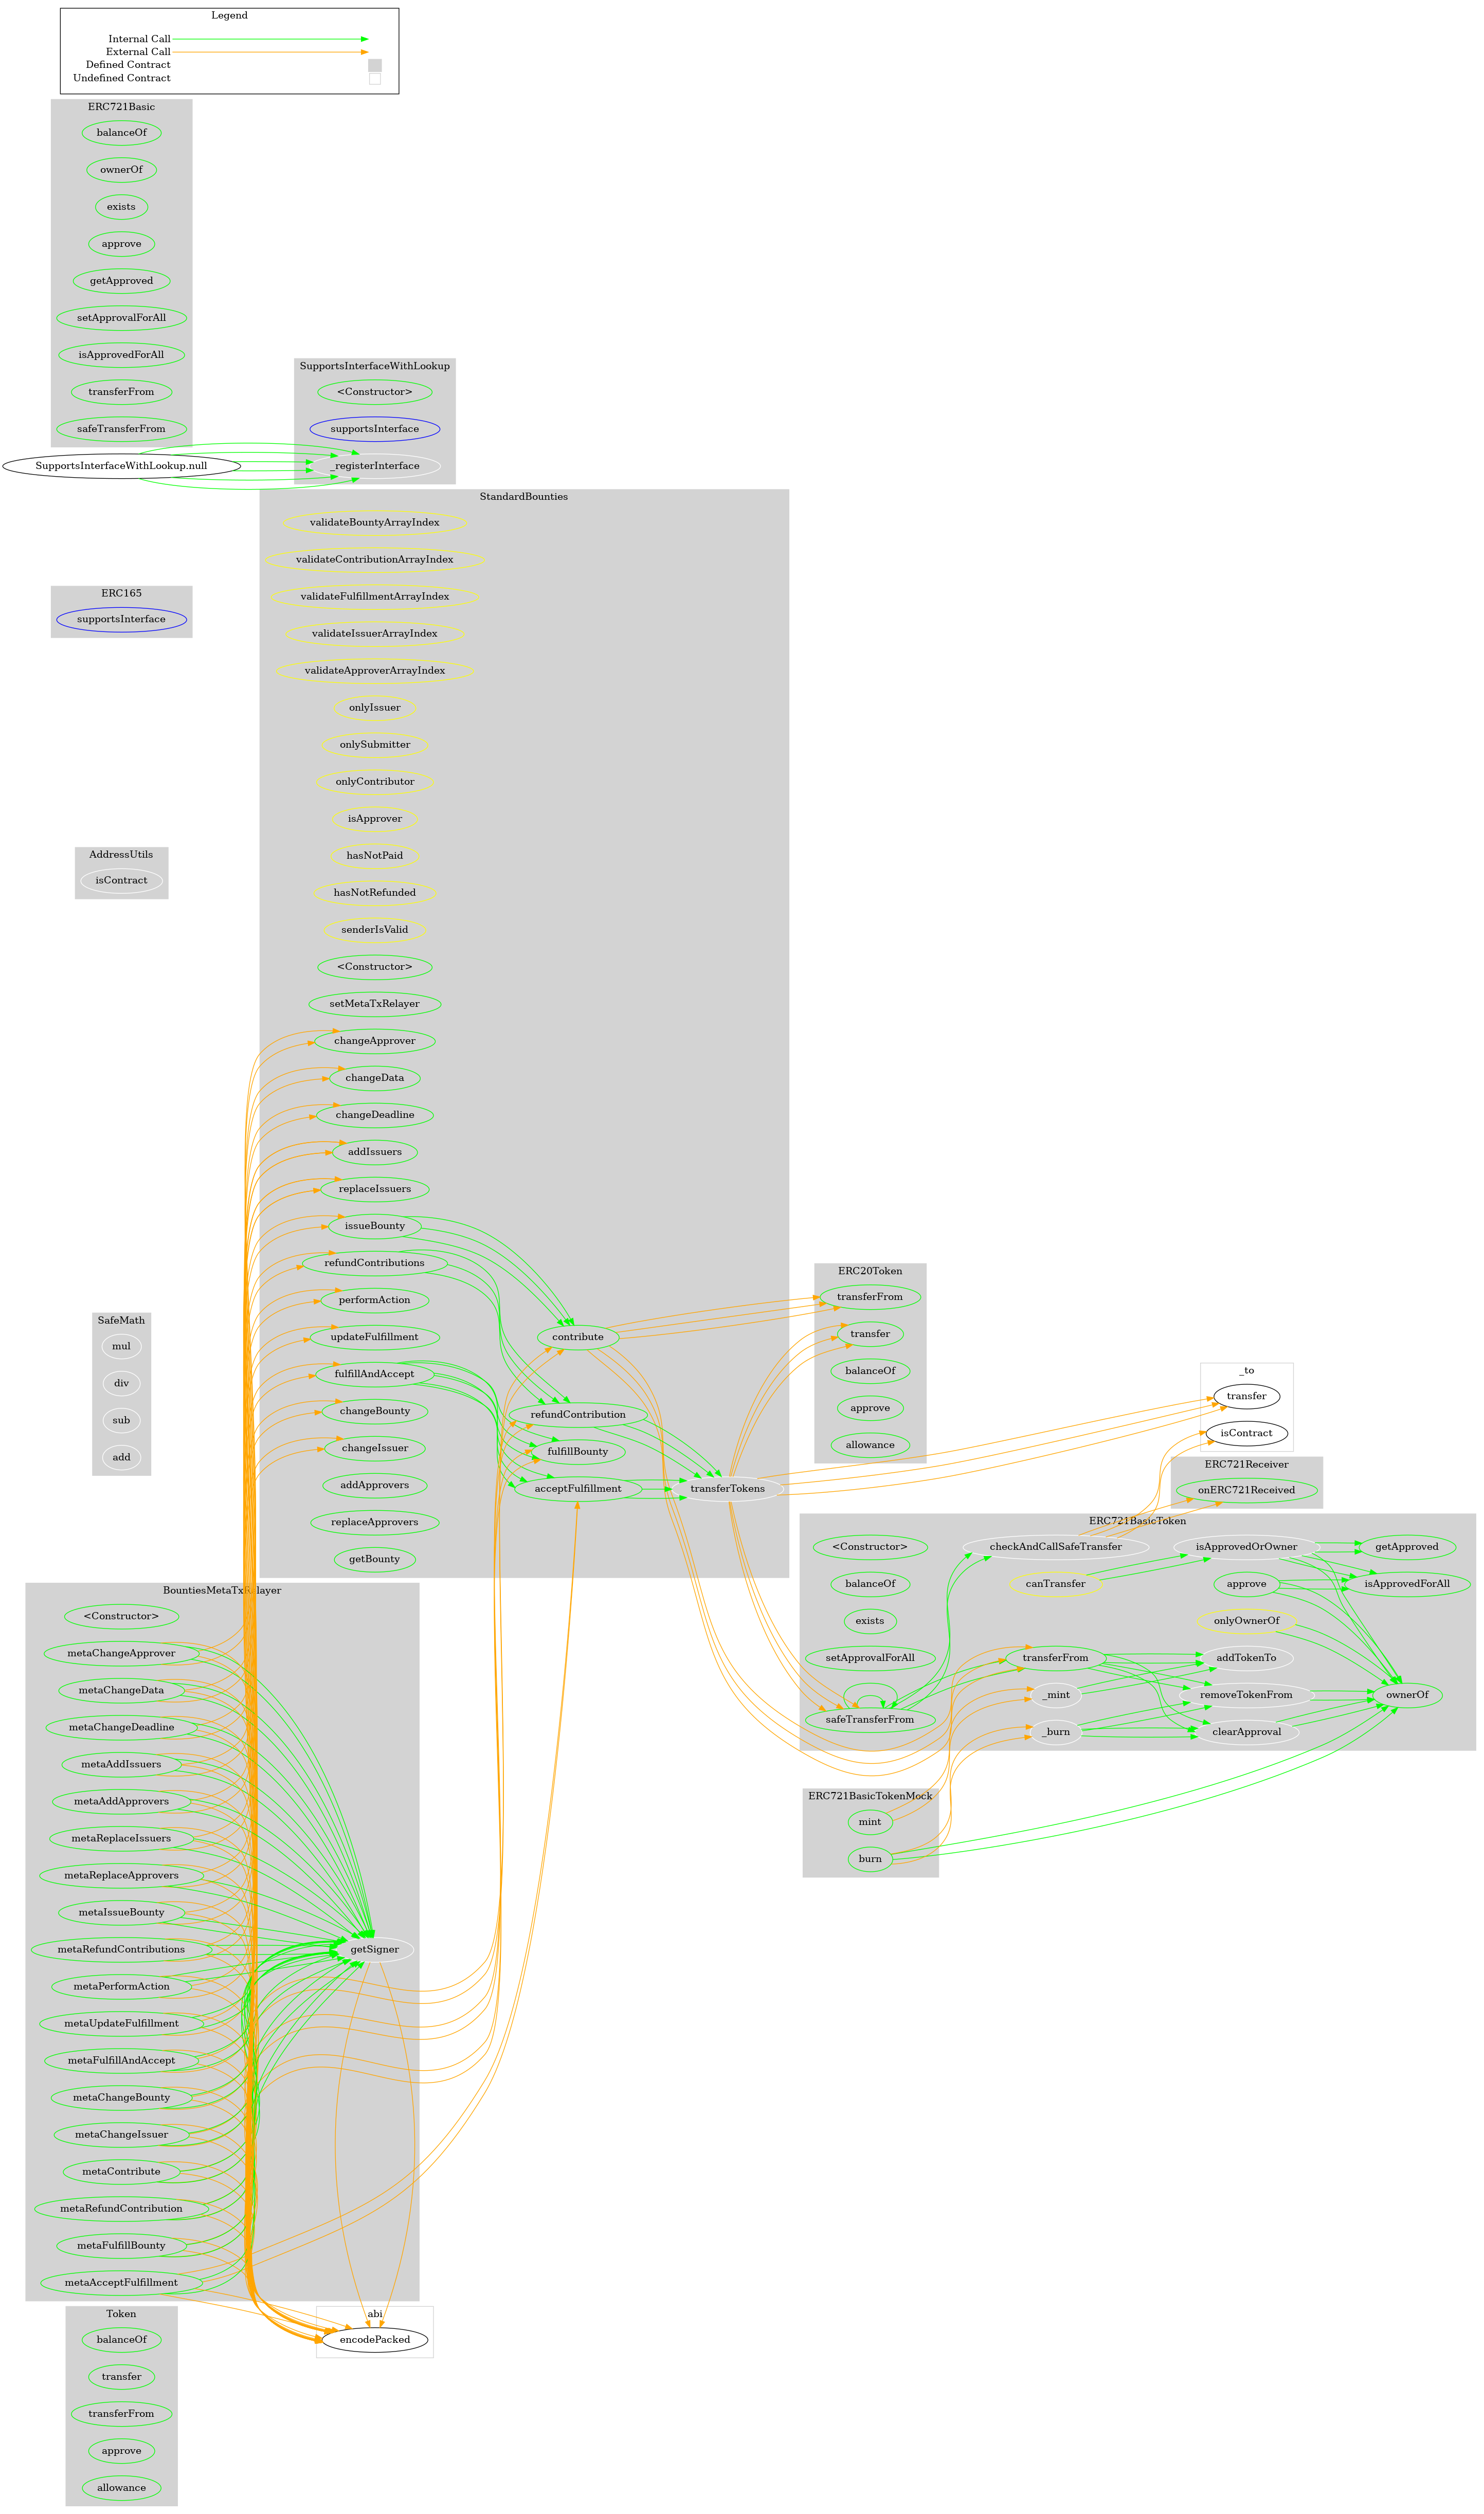 Legend
Internal Call
External Call
Defined Contract
Undefined Contract
ERC721Basic
balanceOf
ownerOf
exists
approve
getApproved
setApprovalForAll
isApprovedForAll
transferFrom
safeTransferFrom
SupportsInterfaceWithLookup.null
SupportsInterfaceWithLookup
<Constructor>
supportsInterface
_registerInterface
ERC165
supportsInterface
AddressUtils
isContract
SafeMath
mul
div
sub
add
StandardBounties
validateBountyArrayIndex
validateContributionArrayIndex
validateFulfillmentArrayIndex
validateIssuerArrayIndex
validateApproverArrayIndex
onlyIssuer
onlySubmitter
onlyContributor
isApprover
hasNotPaid
hasNotRefunded
senderIsValid
<Constructor>
setMetaTxRelayer
changeApprover
changeData
changeDeadline
addIssuers
replaceIssuers
issueBounty
refundContributions
performAction
updateFulfillment
fulfillAndAccept
changeBounty
changeIssuer
addApprovers
replaceApprovers
getBounty
contribute
refundContribution
fulfillBounty
acceptFulfillment
transferTokens
ERC20Token
transferFrom
transfer
balanceOf
approve
allowance
_to
transfer
isContract
ERC721Receiver
onERC721Received
ERC721BasicToken
<Constructor>
balanceOf
exists
setApprovalForAll
safeTransferFrom
checkAndCallSafeTransfer
canTransfer
transferFrom
_mint
_burn
isApprovedOrOwner
approve
onlyOwnerOf
addTokenTo
removeTokenFrom
clearApproval
getApproved
isApprovedForAll
ownerOf
ERC721BasicTokenMock
mint
burn
BountiesMetaTxRelayer
<Constructor>
metaChangeApprover
metaChangeData
metaChangeDeadline
metaAddIssuers
metaAddApprovers
metaReplaceIssuers
metaReplaceApprovers
metaIssueBounty
metaRefundContributions
metaPerformAction
metaUpdateFulfillment
metaFulfillAndAccept
metaChangeBounty
metaChangeIssuer
metaContribute
metaRefundContribution
metaFulfillBounty
metaAcceptFulfillment
getSigner
abi
encodePacked
Token
balanceOf
transfer
transferFrom
approve
allowance